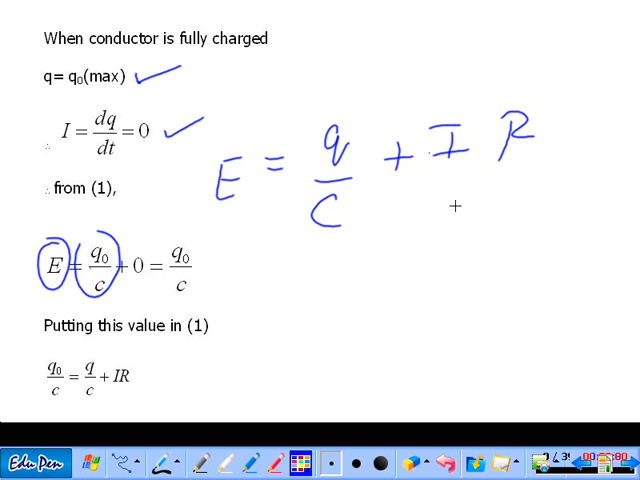 When conductor is fully charged
q= q₀(max)
∴ I = dq/dt = 0
E = q/C + I R
∴ from (1),
E = q₀/c + 0 = q₀/c
Putting this value in (1)
q₀/c = q/c + IR
Edu Pen